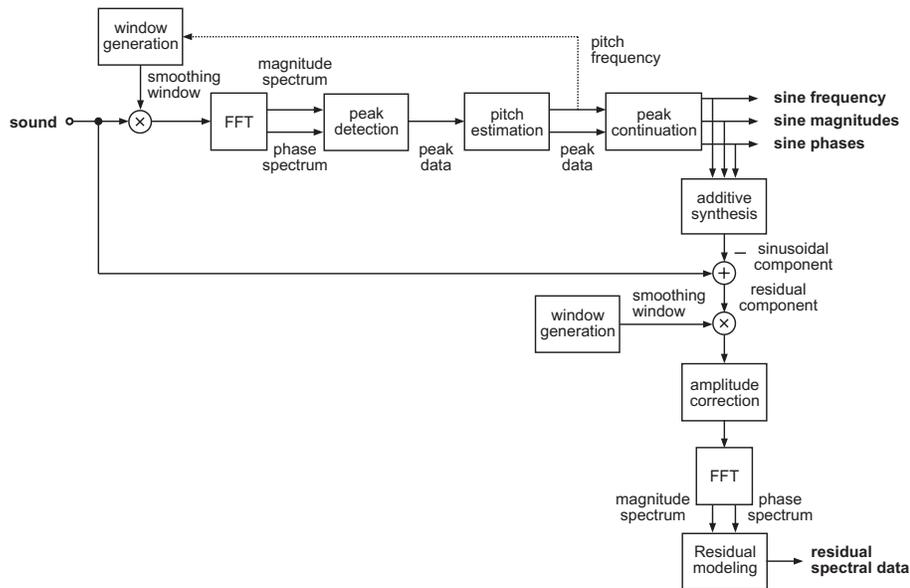 window
generation
pitch
frequency
smoothing
window
magnitude
spectrum
sound
×
FFT
phase
spectrum
peak
detection
peak
data
pitch
estimation
peak
data
peak
continuation
sine frequency
sine magnitudes
sine phases
additive
synthesis
– sinusoidal
component
+
residual
component
window
generation
smoothing
window
×
amplitude
correction
FFT
magnitude
spectrum
phase
spectrum
Residual
modeling
residual
spectral data